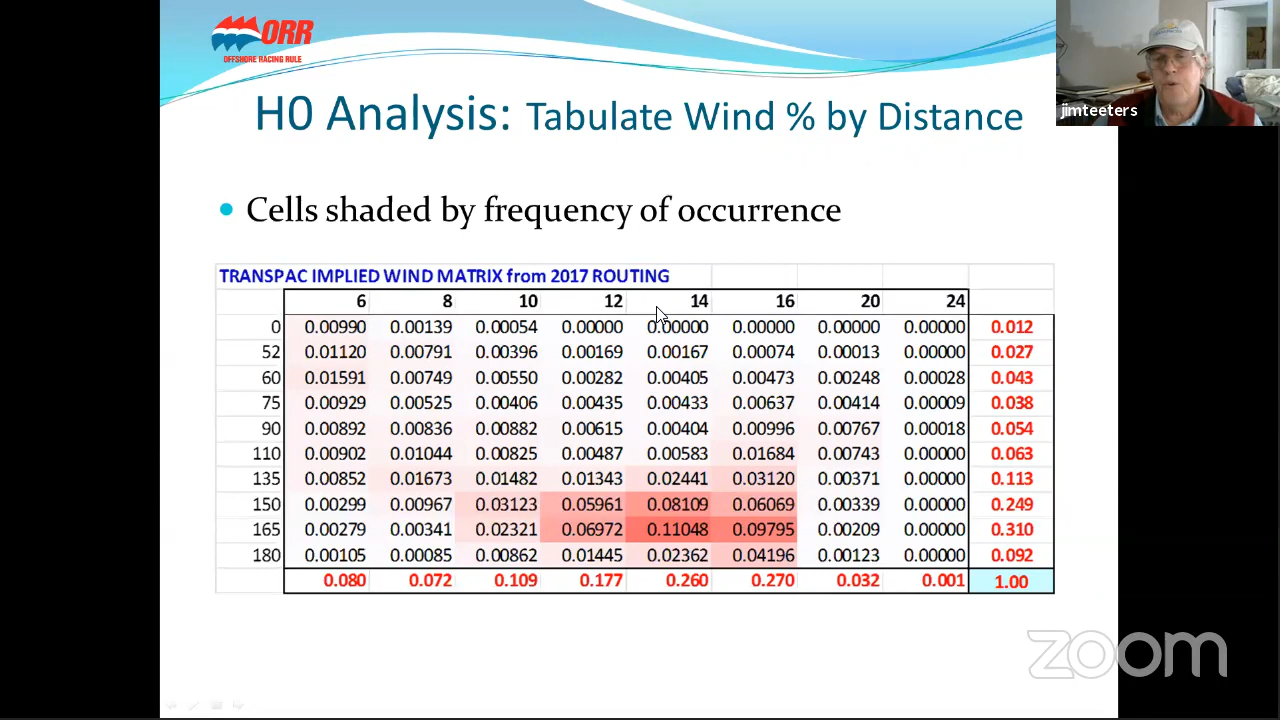 ORR
OFFSHORE RACING RULE
jimteeters
H0 Analysis: Tabulate Wind % by Distance
Cells shaded by frequency of occurrence
TRANSPAC IMPLIED WIND MATRIX from 2017 ROUTING
6 8 10 12 14 16 20 24
0 0.00990 0.00139 0.00054 0.00000 0.00000 0.00000 0.00000 0.00000 0.012
52 0.01120 0.00791 0.00396 0.00169 0.00167 0.00074 0.00013 0.00000 0.027
60 0.01591 0.00749 0.00550 0.00282 0.00405 0.00473 0.00248 0.00028 0.043
75 0.00929 0.00525 0.00406 0.00435 0.00433 0.00637 0.00414 0.00009 0.038
90 0.00892 0.00836 0.00882 0.00615 0.00404 0.00996 0.00767 0.00018 0.054
110 0.00902 0.01044 0.00825 0.00487 0.00583 0.01684 0.00743 0.00000 0.063
135 0.00852 0.01673 0.01482 0.01343 0.02441 0.03120 0.00371 0.00000 0.113
150 0.00299 0.00967 0.03123 0.05961 0.08109 0.06069 0.00339 0.00000 0.249
165 0.00279 0.00341 0.02321 0.06972 0.11048 0.09795 0.00209 0.00000 0.310
180 0.00105 0.00085 0.00862 0.01445 0.02362 0.04196 0.00123 0.00000 0.092
0.080 0.072 0.109 0.177 0.260 0.270 0.032 0.001 1.00
zoom